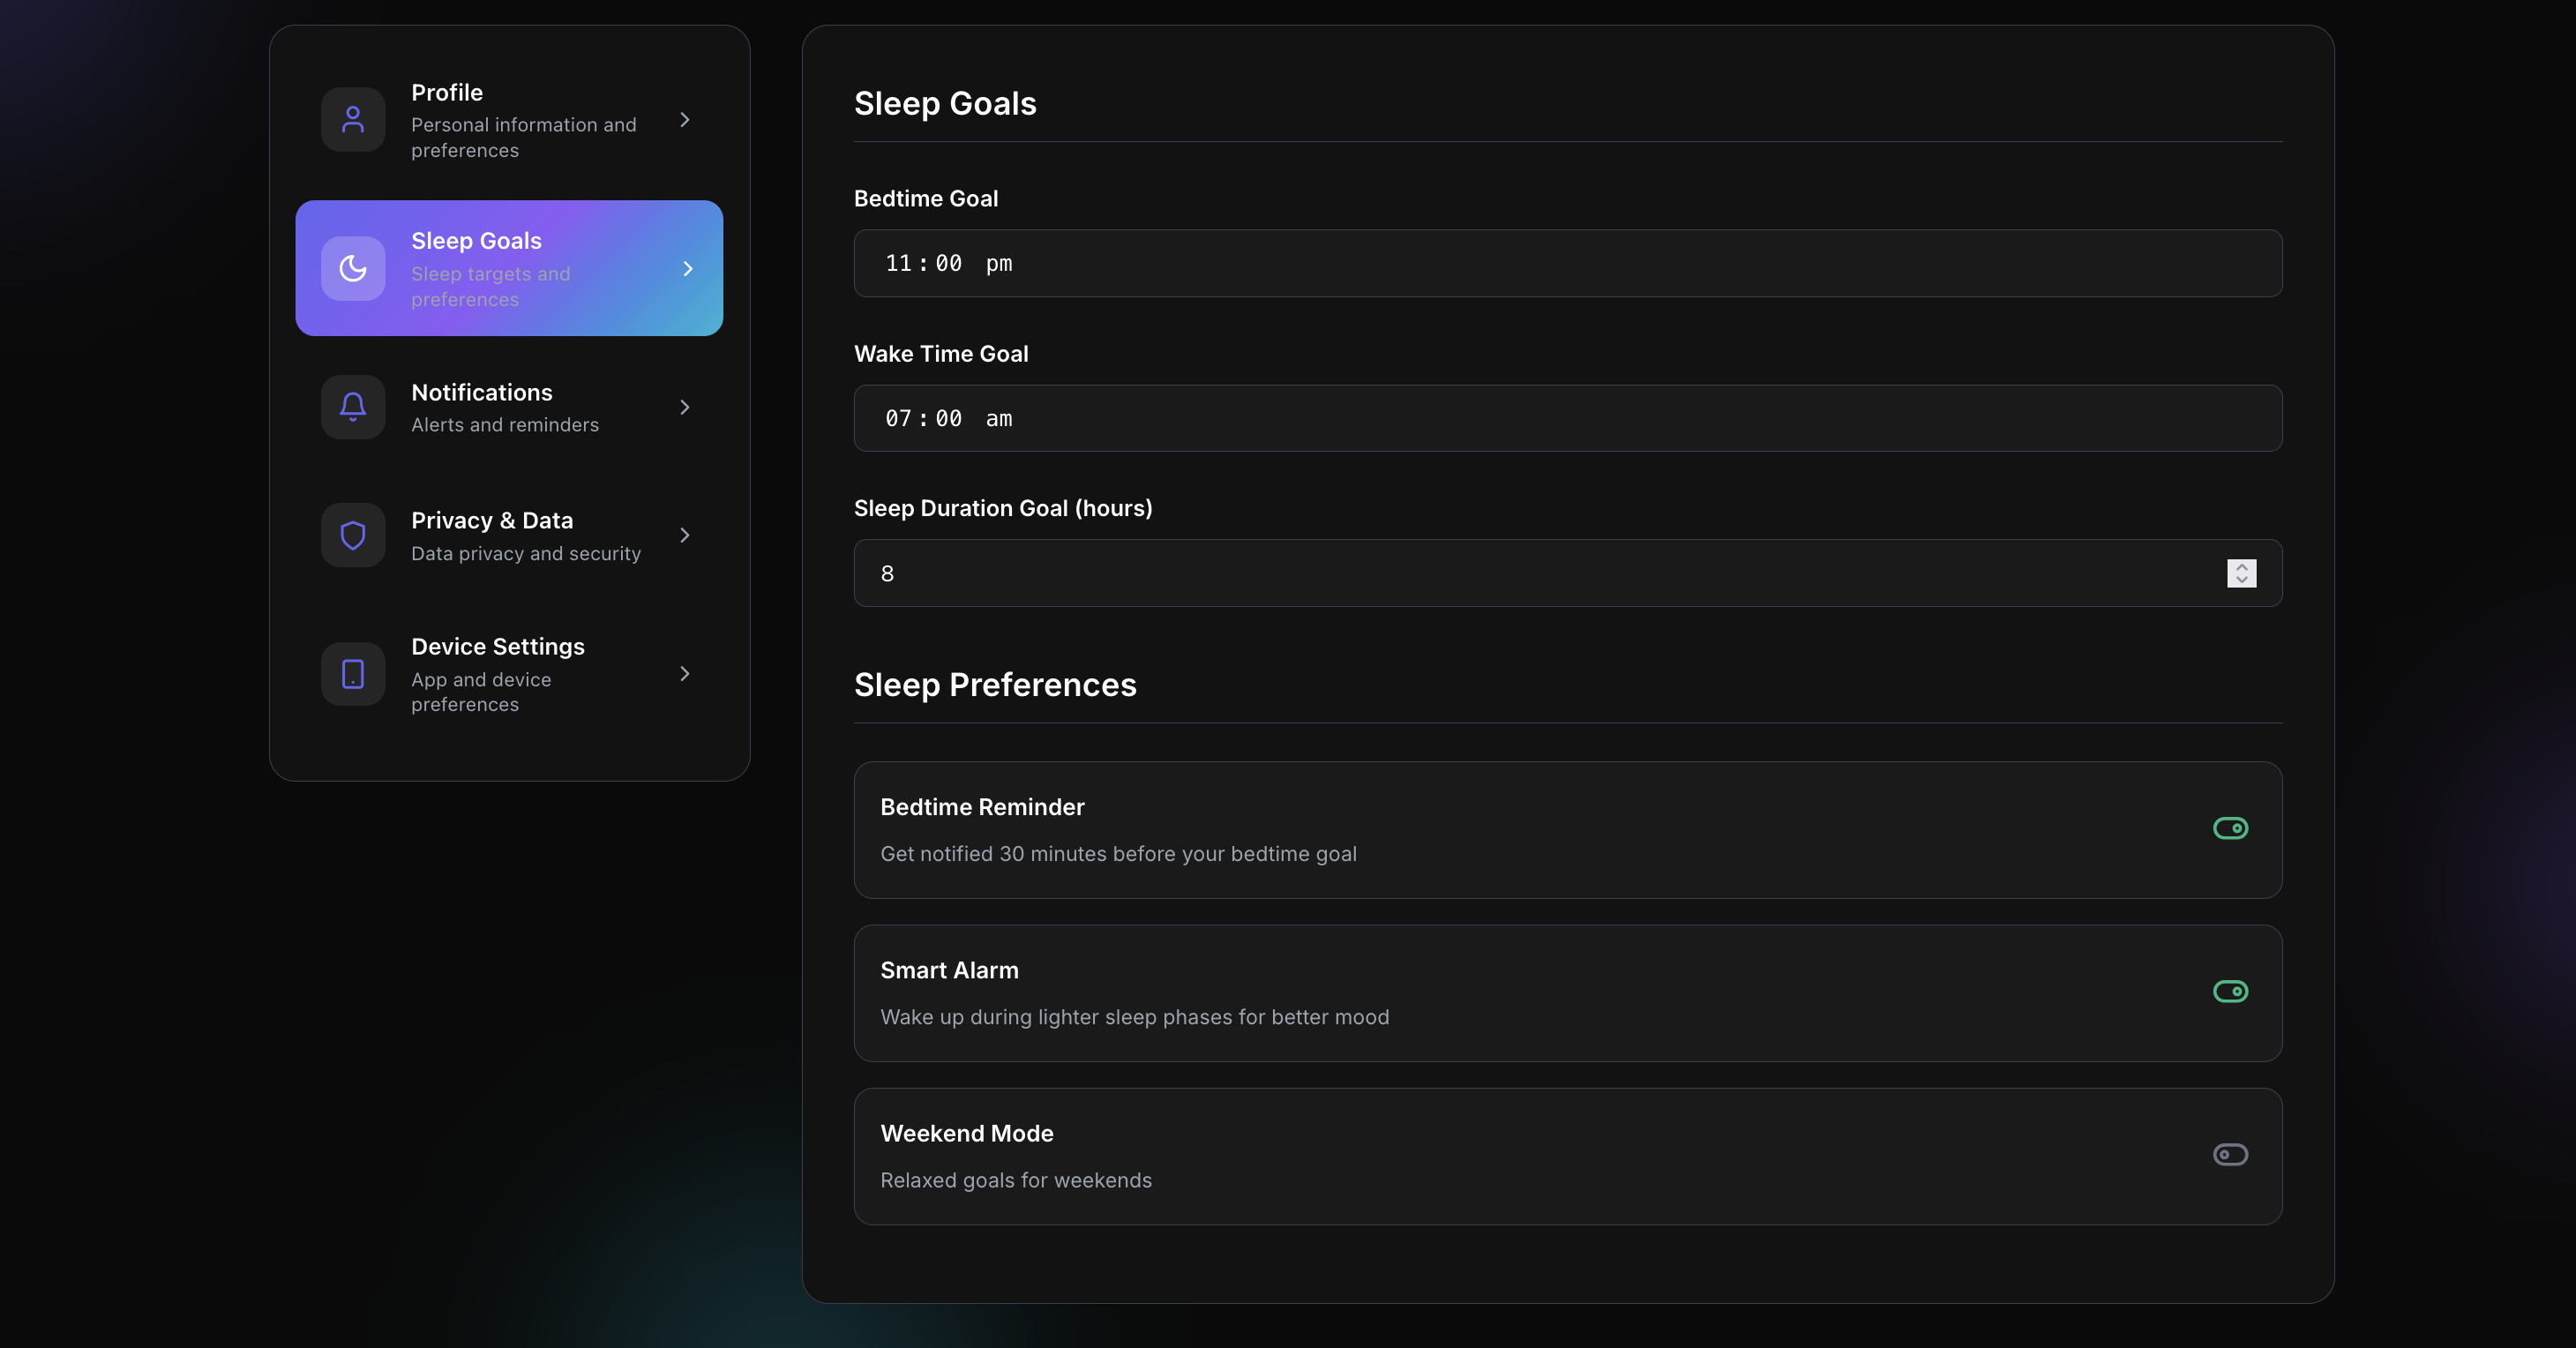 Profile
Personal information and
preferences
Sleep Goals
Sleep targets and
preferences
Notifications
Alerts and reminders
Privacy & Data
Data privacy and security
Device Settings
App and device
preferences
Sleep Goals
Bedtime Goal
11:00 pm
Wake Time Goal
07:00 am
Sleep Duration Goal (hours)
8
Sleep Preferences
Bedtime Reminder
Get notified 30 minutes before your bedtime goal
Smart Alarm
Wake up during lighter sleep phases for better mood
Weekend Mode
Relaxed goals for weekends